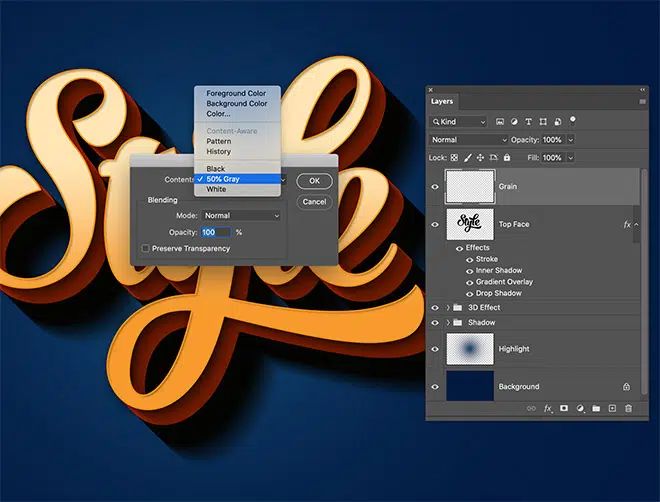 Style
Foreground Color
Background Color
Color...
Content-Aware
Pattern
History
Black
Contents
50% Gray
OK
White
Cancel
Blending
Mode: Normal
Opacity: 100 %
Preserve Transparency
Layers
Kind
Normal Opacity: 100%
Lock: Fill: 100%
Grain
Style Top Face fx
Effects
Stroke
Inner Shadow
Gradient Overlay
Drop Shadow
3D Effect
Shadow
Highlight
Background
fx